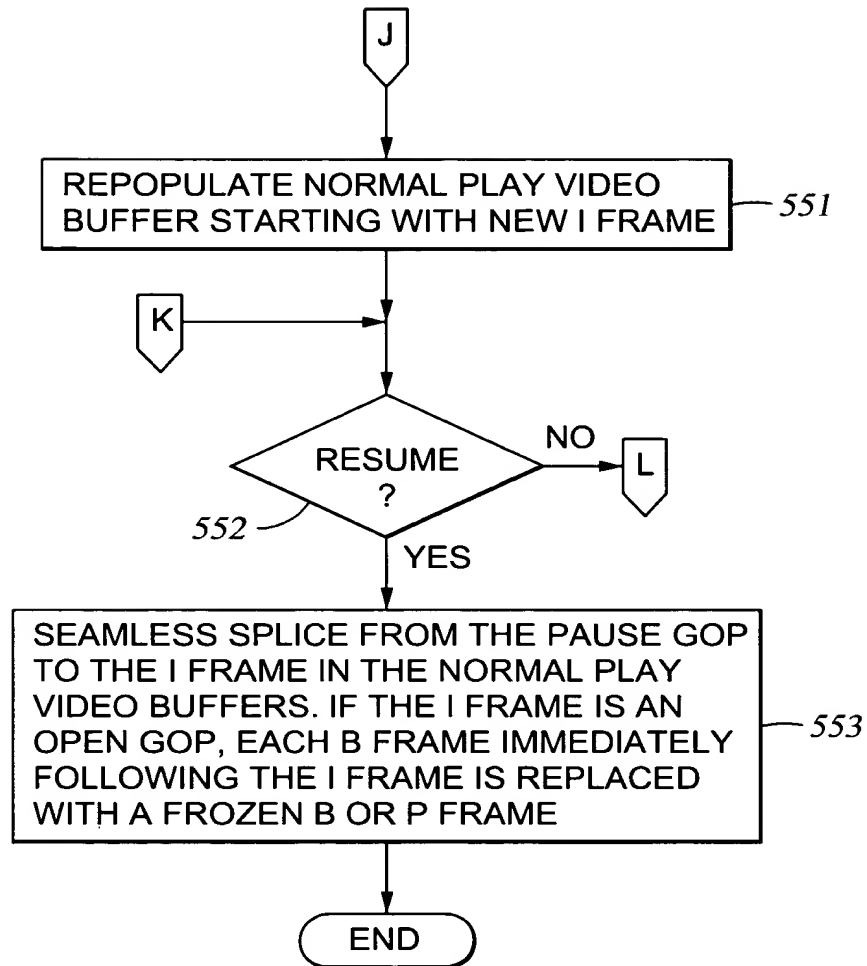 J
REPOPULATE NORMAL PLAY VIDEO
BUFFER STARTING WITH NEW I FRAME
551
K
RESUME
?
NO
L
552
YES
SEAMLESS SPLICE FROM THE PAUSE GOP
TO THE I FRAME IN THE NORMAL PLAY
VIDEO BUFFERS. IF THE I FRAME IS AN
OPEN GOP, EACH B FRAME IMMEDIATELY
FOLLOWING THE I FRAME IS REPLACED
WITH A FROZEN B OR P FRAME
553
END